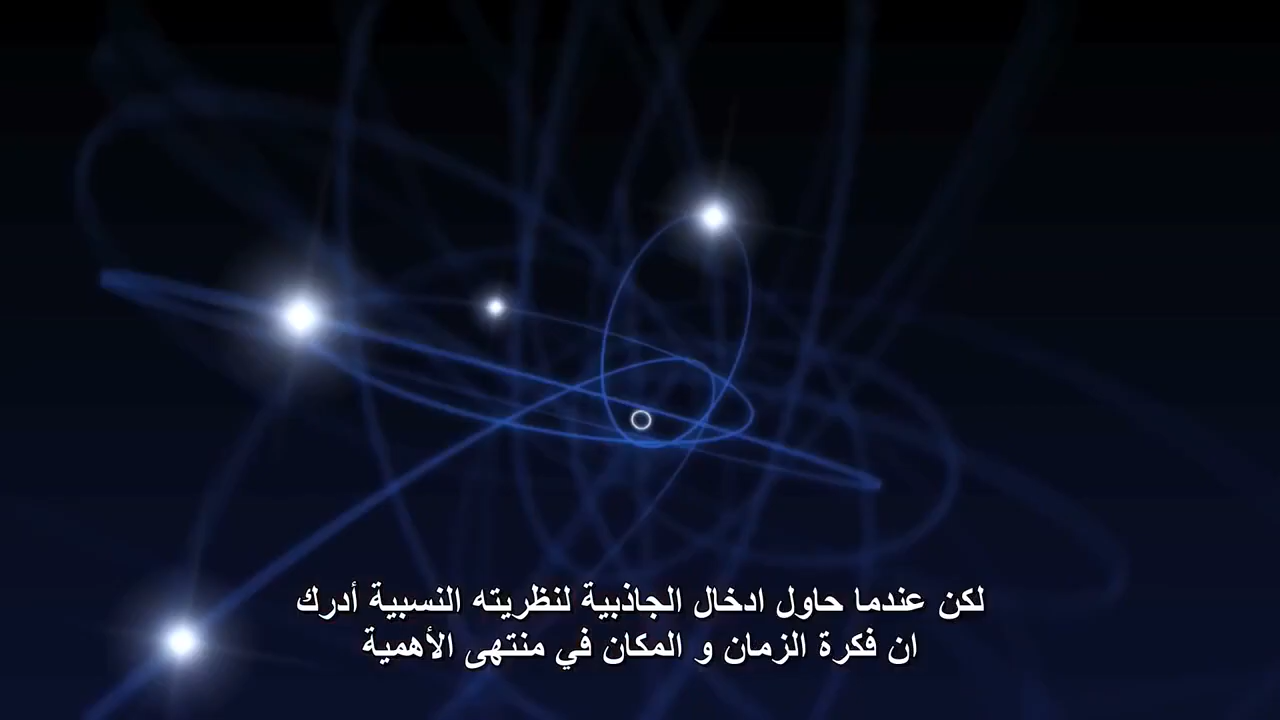 لكن عندما حاول ادخال الجاذبية لنظريته النسبية أدرك
ان فكرة الزمان و المكان في منتهى الأهمية